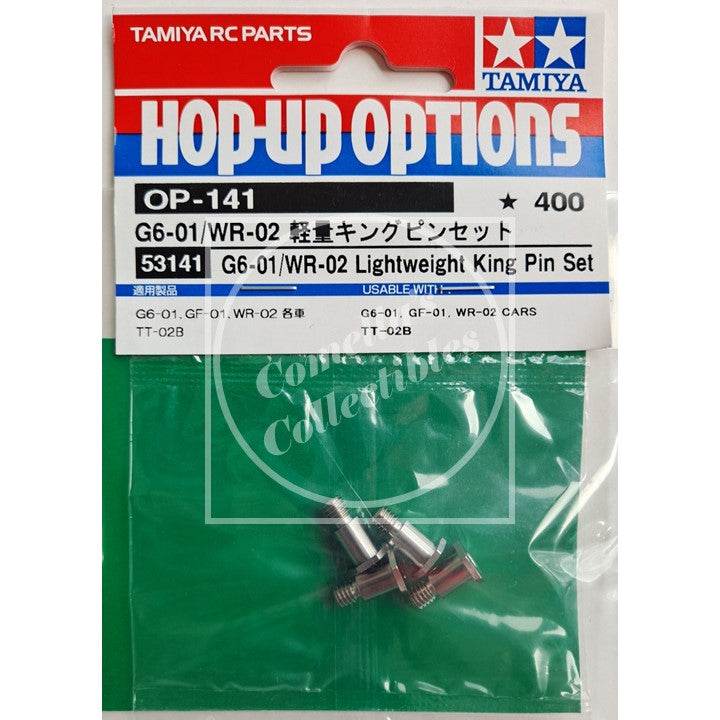 TAMIYA RC PARTS
TAMIYA
HOP-UP OPTIONS
OP-141
★ 400
G6-01/WR-02 軽量キングピンセット
53141 G6-01/WR-02 Lightweight King Pin Set
適用製品
G6-01, GF-01, WR-02 各車
TT-02B
USABLE WITH :
G6-01, GF-01, WR-02 CARS
TT-02B
Collectibles